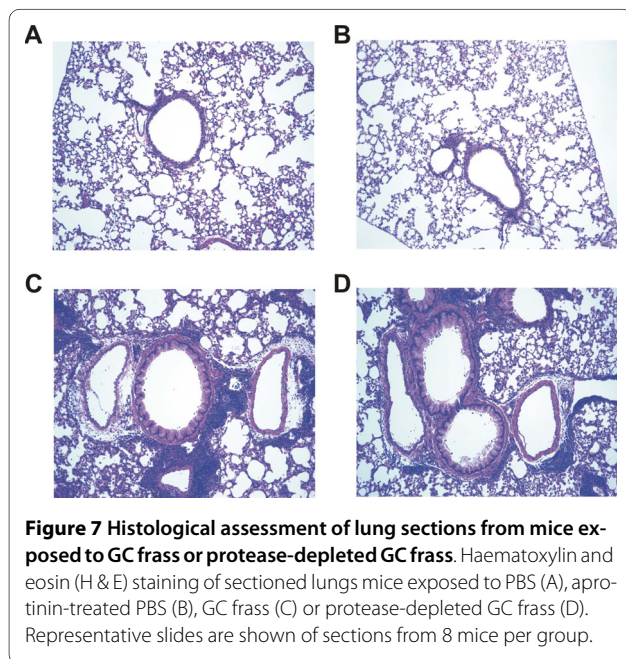 A
B
C
D
Figure 7 Histological assessment of lung sections from mice ex-
posed to GC frass or protease-depleted GC frass. Haematoxylin and
eosin (H & E) staining of sectioned lungs mice exposed to PBS (A), apro-
tinin-treated PBS (B), GC frass (C) or protease-depleted GC frass (D).
Representative slides are shown of sections from 8 mice per group.